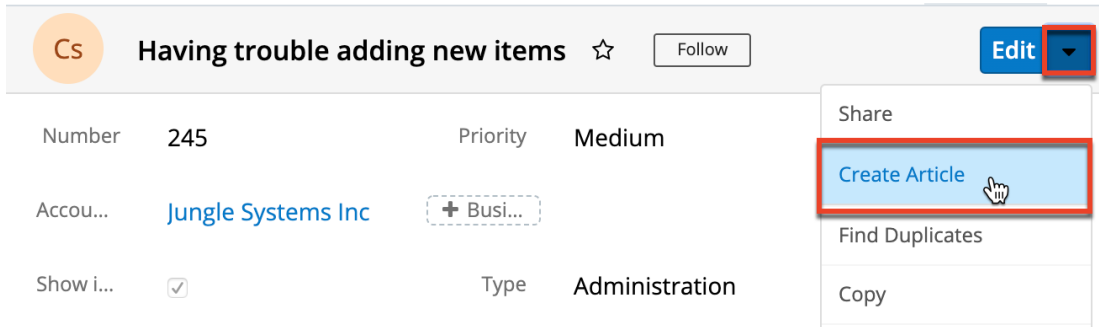 Cs Having trouble adding new items Follow Edit
Share
Number 245 Priority Medium
Create Article
Accou... Jungle Systems Inc + Busi...
Find Duplicates
Show i... Type Administration
Copy